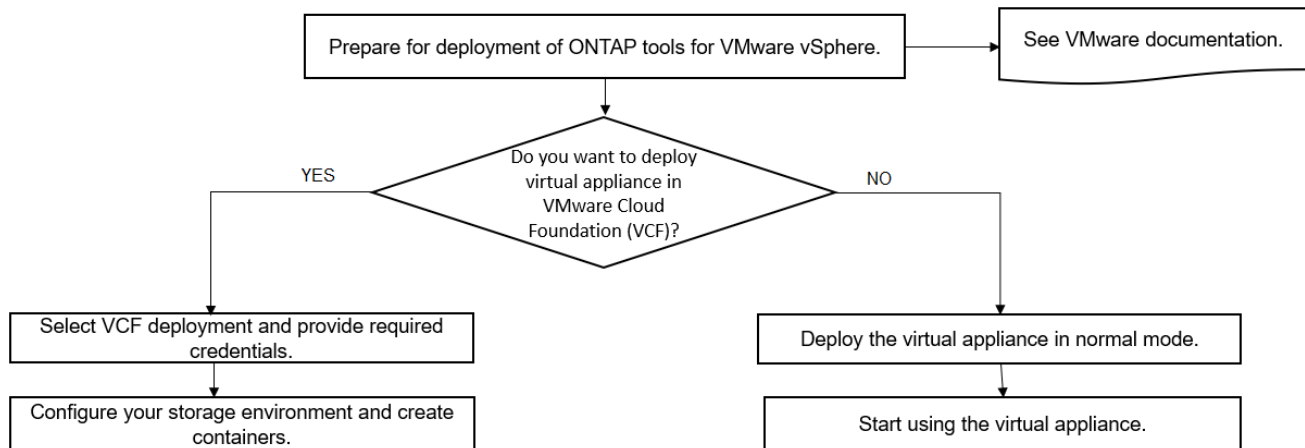 Prepare for deployment of ONTAP tools for VMware vSphere.
See VMware documentation.
Do you want to deploy
virtual appliance in
VMware Cloud
Foundation (VCF)?
YES
NO
Select VCF deployment and provide required
credentials.
Deploy the virtual appliance in normal mode.
Configure your storage environment and create
containers.
Start using the virtual appliance.